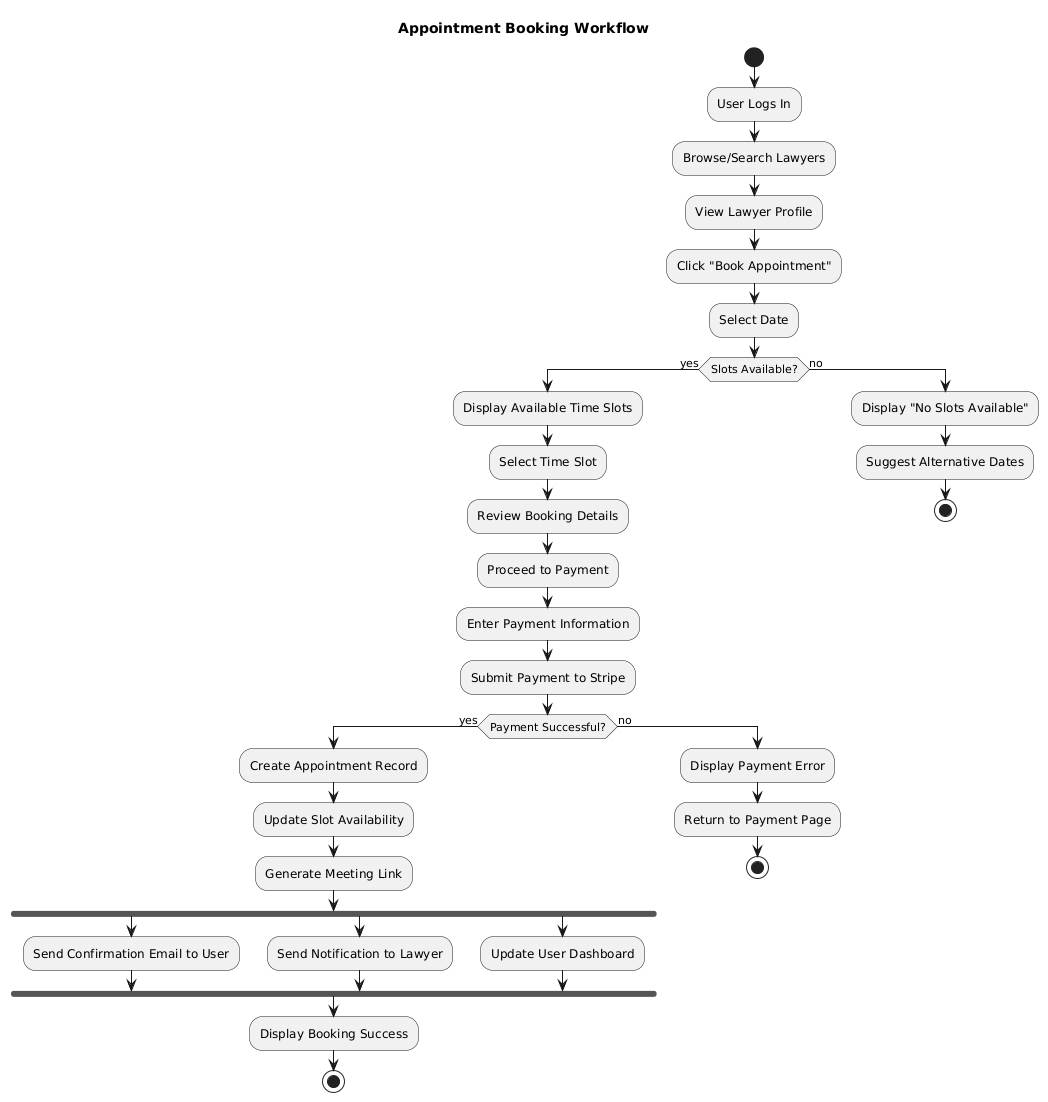 Appointment Booking Workflow
User Logs In
Browse/Search Lawyers
View Lawyer Profile
Click "Book Appointment"
Select Date
yes
Slots Available?
no
Display Available Time Slots
Display "No Slots Available"
Select Time Slot
Suggest Alternative Dates
Review Booking Details
Proceed to Payment
Enter Payment Information
Submit Payment to Stripe
yes
Payment Successful?
no
Create Appointment Record
Display Payment Error
Update Slot Availability
Return to Payment Page
Generate Meeting Link
Send Confirmation Email to User
Send Notification to Lawyer
Update User Dashboard
Display Booking Success